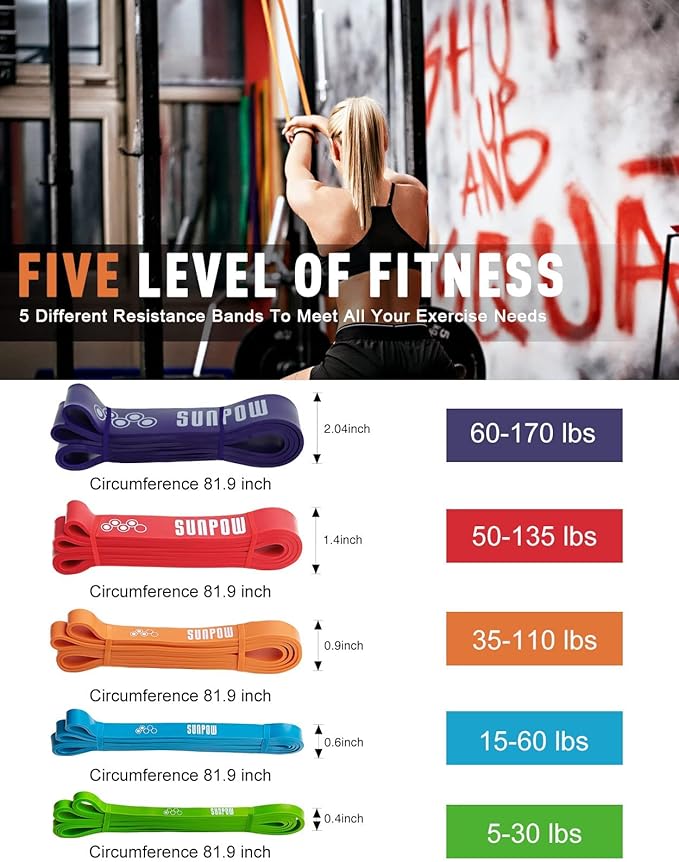 SHUT
UP
AND
SQUAT
FIVE LEVEL OF FITNESS
5 Different Resistance Bands To Meet All Your Exercise Needs
SUNPOW
2.04inch
60-170 lbs
Circumference 81.9 inch
SUNPOW
1.4inch
50-135 lbs
Circumference 81.9 inch
SUNPOW
0.9inch
35-110 lbs
Circumference 81.9 inch
SUNPOW
0.6inch
15-60 lbs
Circumference 81.9 inch
SUNPOW
0.4inch
5-30 lbs
Circumference 81.9 inch